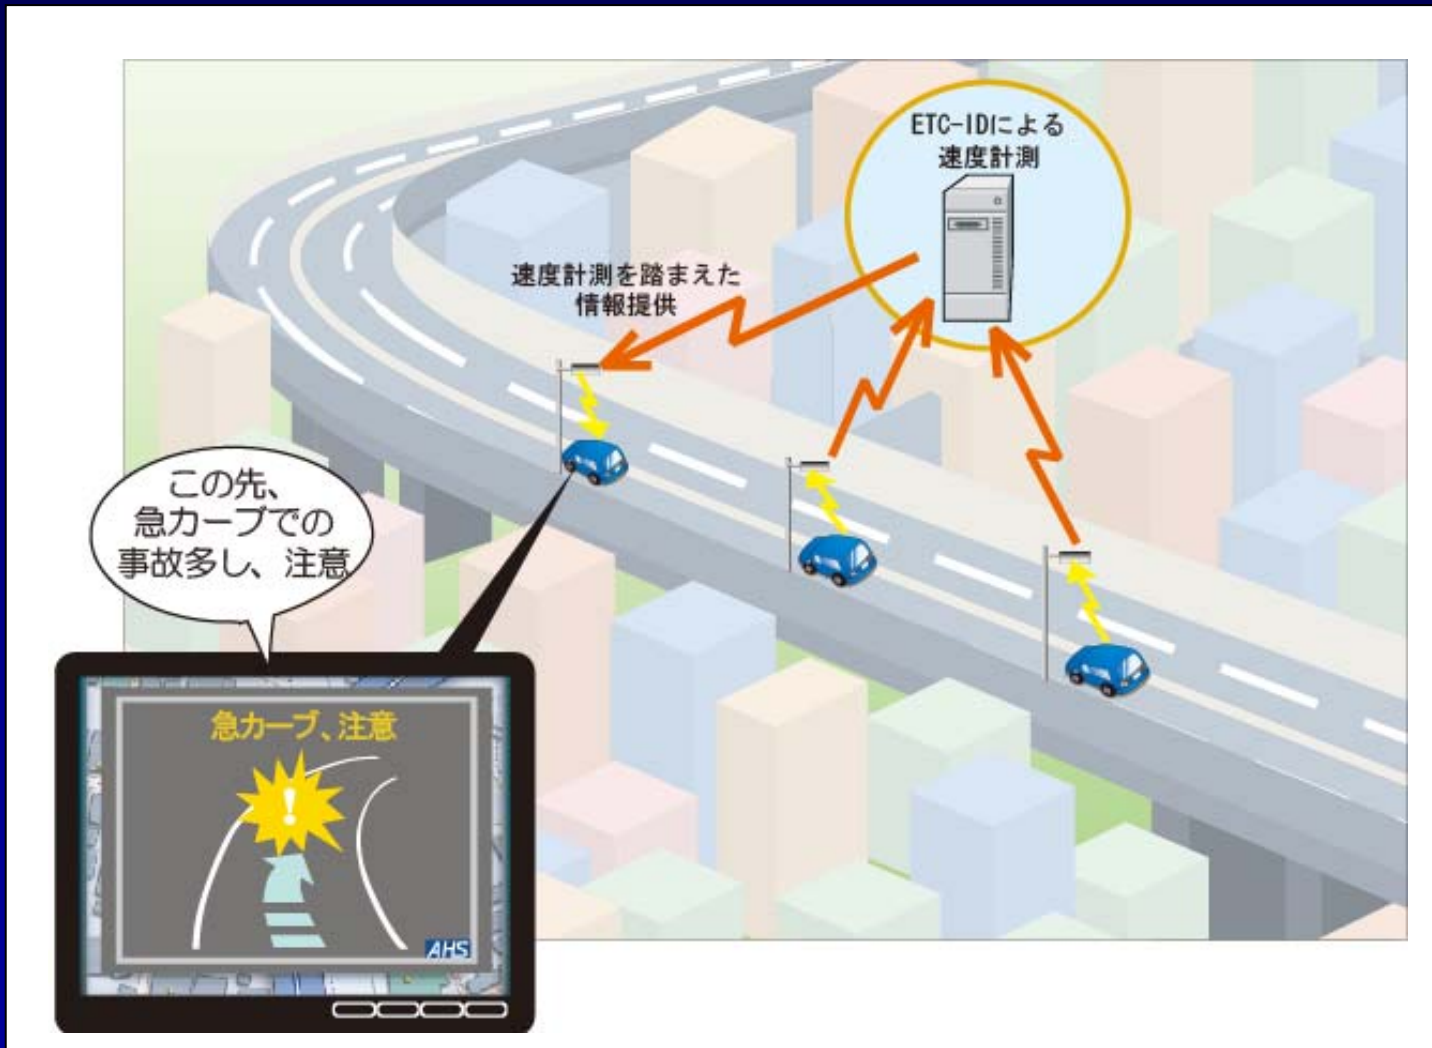 ETC-IDによる
速度計測
速度計測を踏まえた
情報提供
この先、
急カーブでの
事故多し、注意
急カーブ、注意
!
AHS